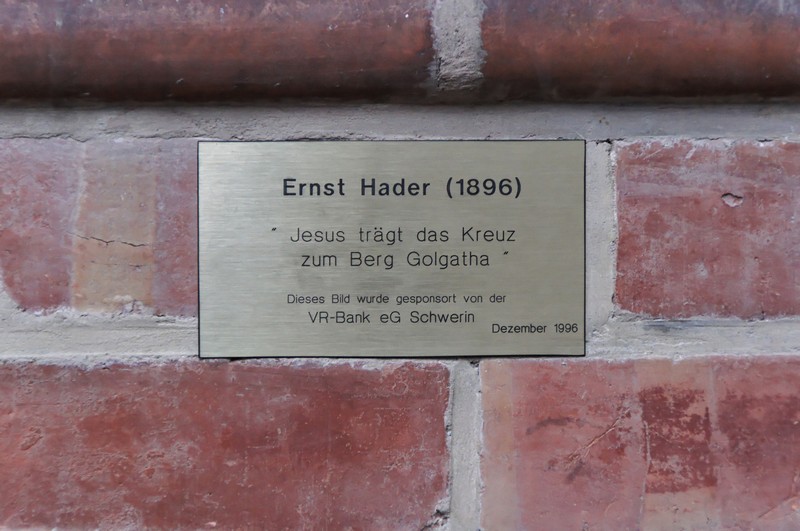 Ernst Hader (1896)
" Jesus trägt das Kreuz
zum Berg Golgatha "
Dieses Bild wurde gesponsort von der
VR-Bank eG Schwerin
Dezember 1996